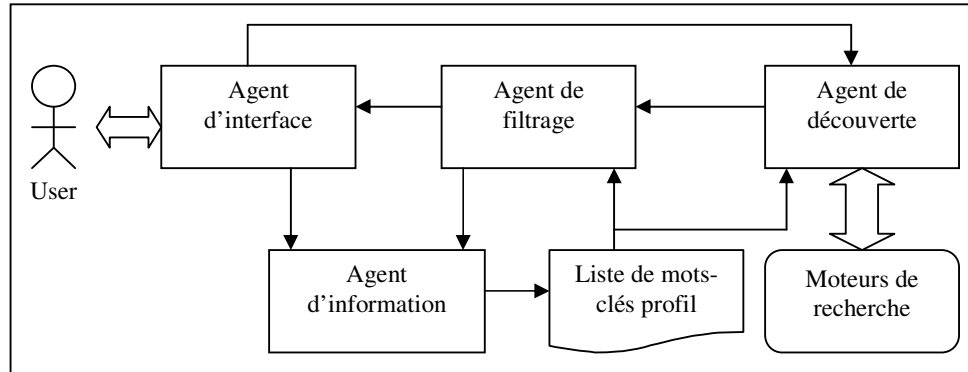 Agent
d’interface
Agent de
filtrage
Agent de
découverte
User
Agent
d’information
Liste de mots-
clés profil
Moteurs de
recherche